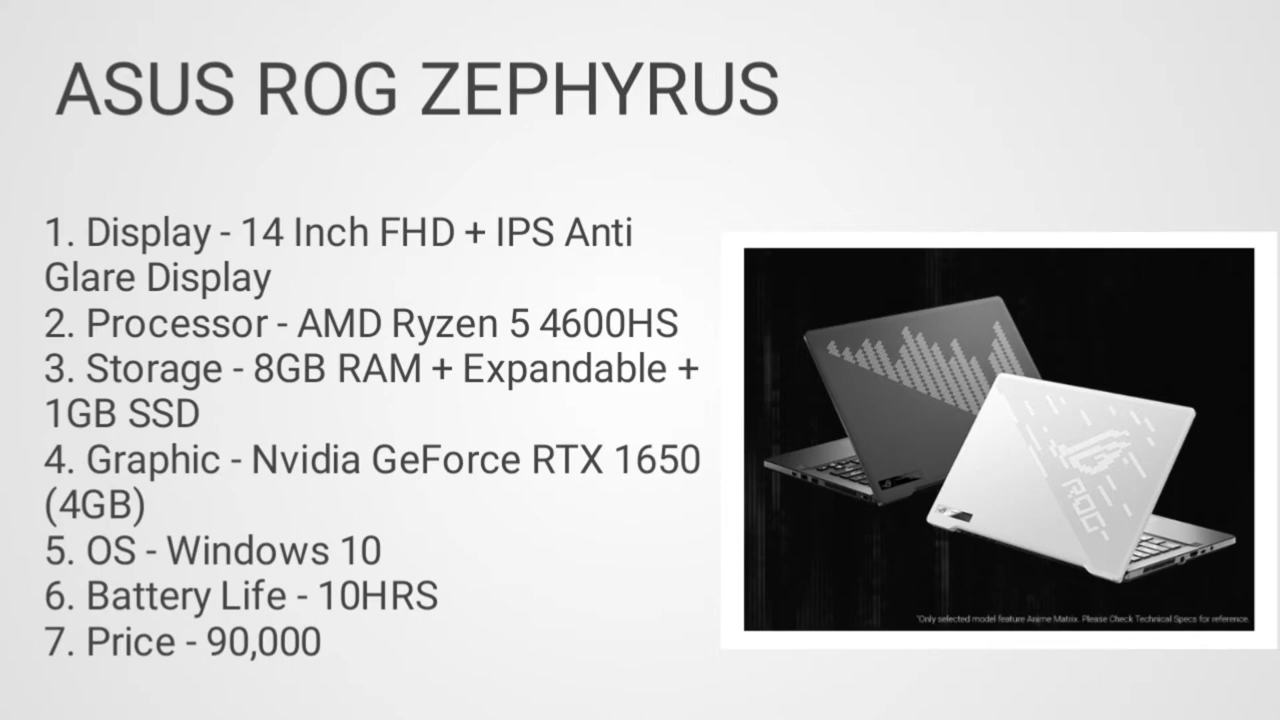 ASUS ROG ZEPHYRUS
1. Display - 14 Inch FHD + IPS Anti
Glare Display
2. Processor - AMD Ryzen 5 4600HS
3. Storage - 8GB RAM + Expandable +
1GB SSD
4. Graphic - Nvidia GeForce RTX 1650
(4GB)
5. OS - Windows 10
6. Battery Life - 10HRS
7. Price - 90,000
ROG
*Only selected model feature Anime Matrix. Please Check Technical Specs for reference.